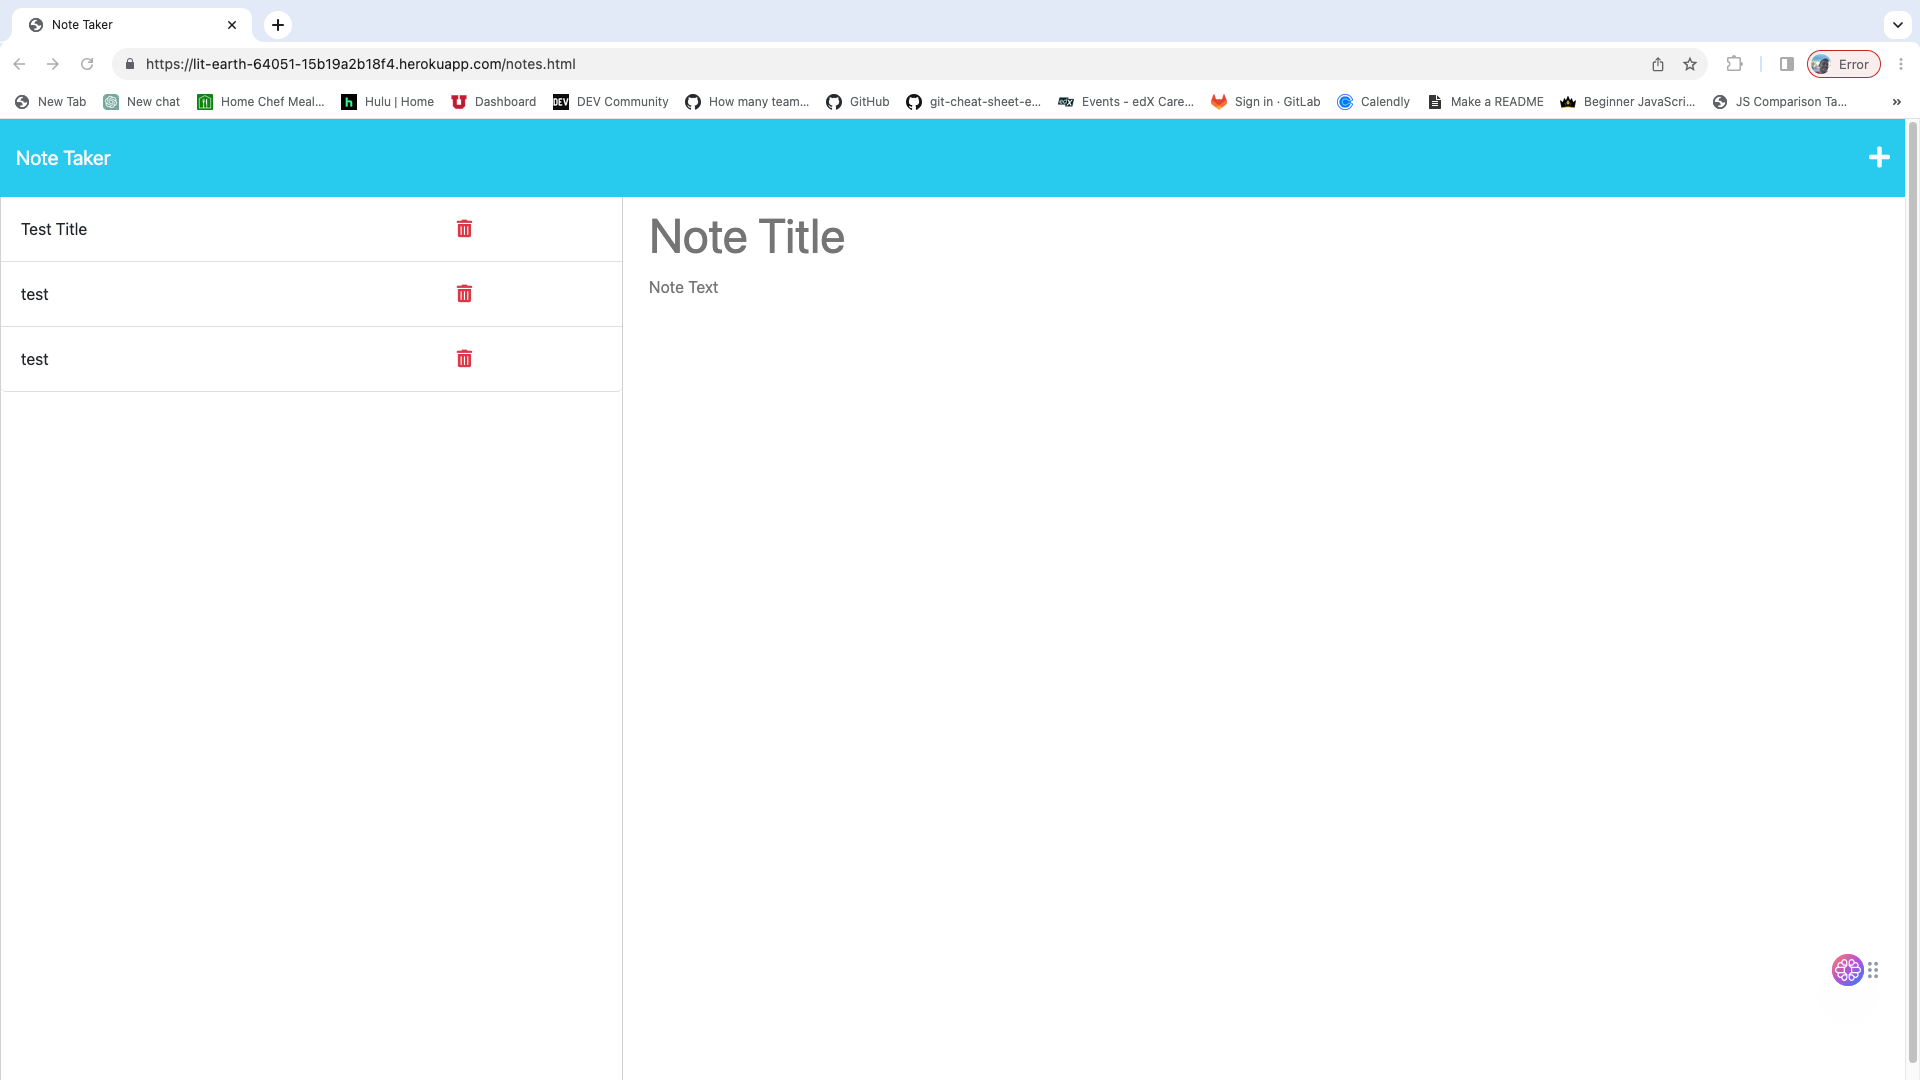 Note Taker
https://lit-earth-64051-15b19a2b18f4.herokuapp.com/notes.html
Error
New Tab
New chat
Home Chef Meal...
h
Hulu | Home
Dashboard
DEV
DEV Community
How many team...
GitHub
git-cheat-sheet-e...
edX
Events - edX Care...
Sign in · GitLab
Calendly
Make a README
Beginner JavaScri...
JS Comparison Ta...
»
Note Taker
Test Title
test
test
Note Title
Note Text